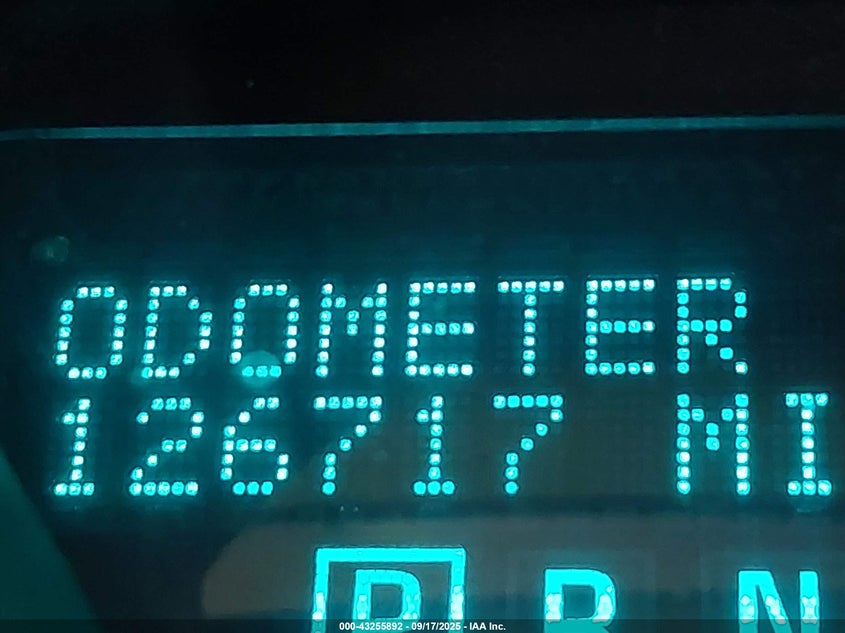 ODOMETER
126717 MI
P R N
000-43255892 - 09/17/2025 - IAA Inc.